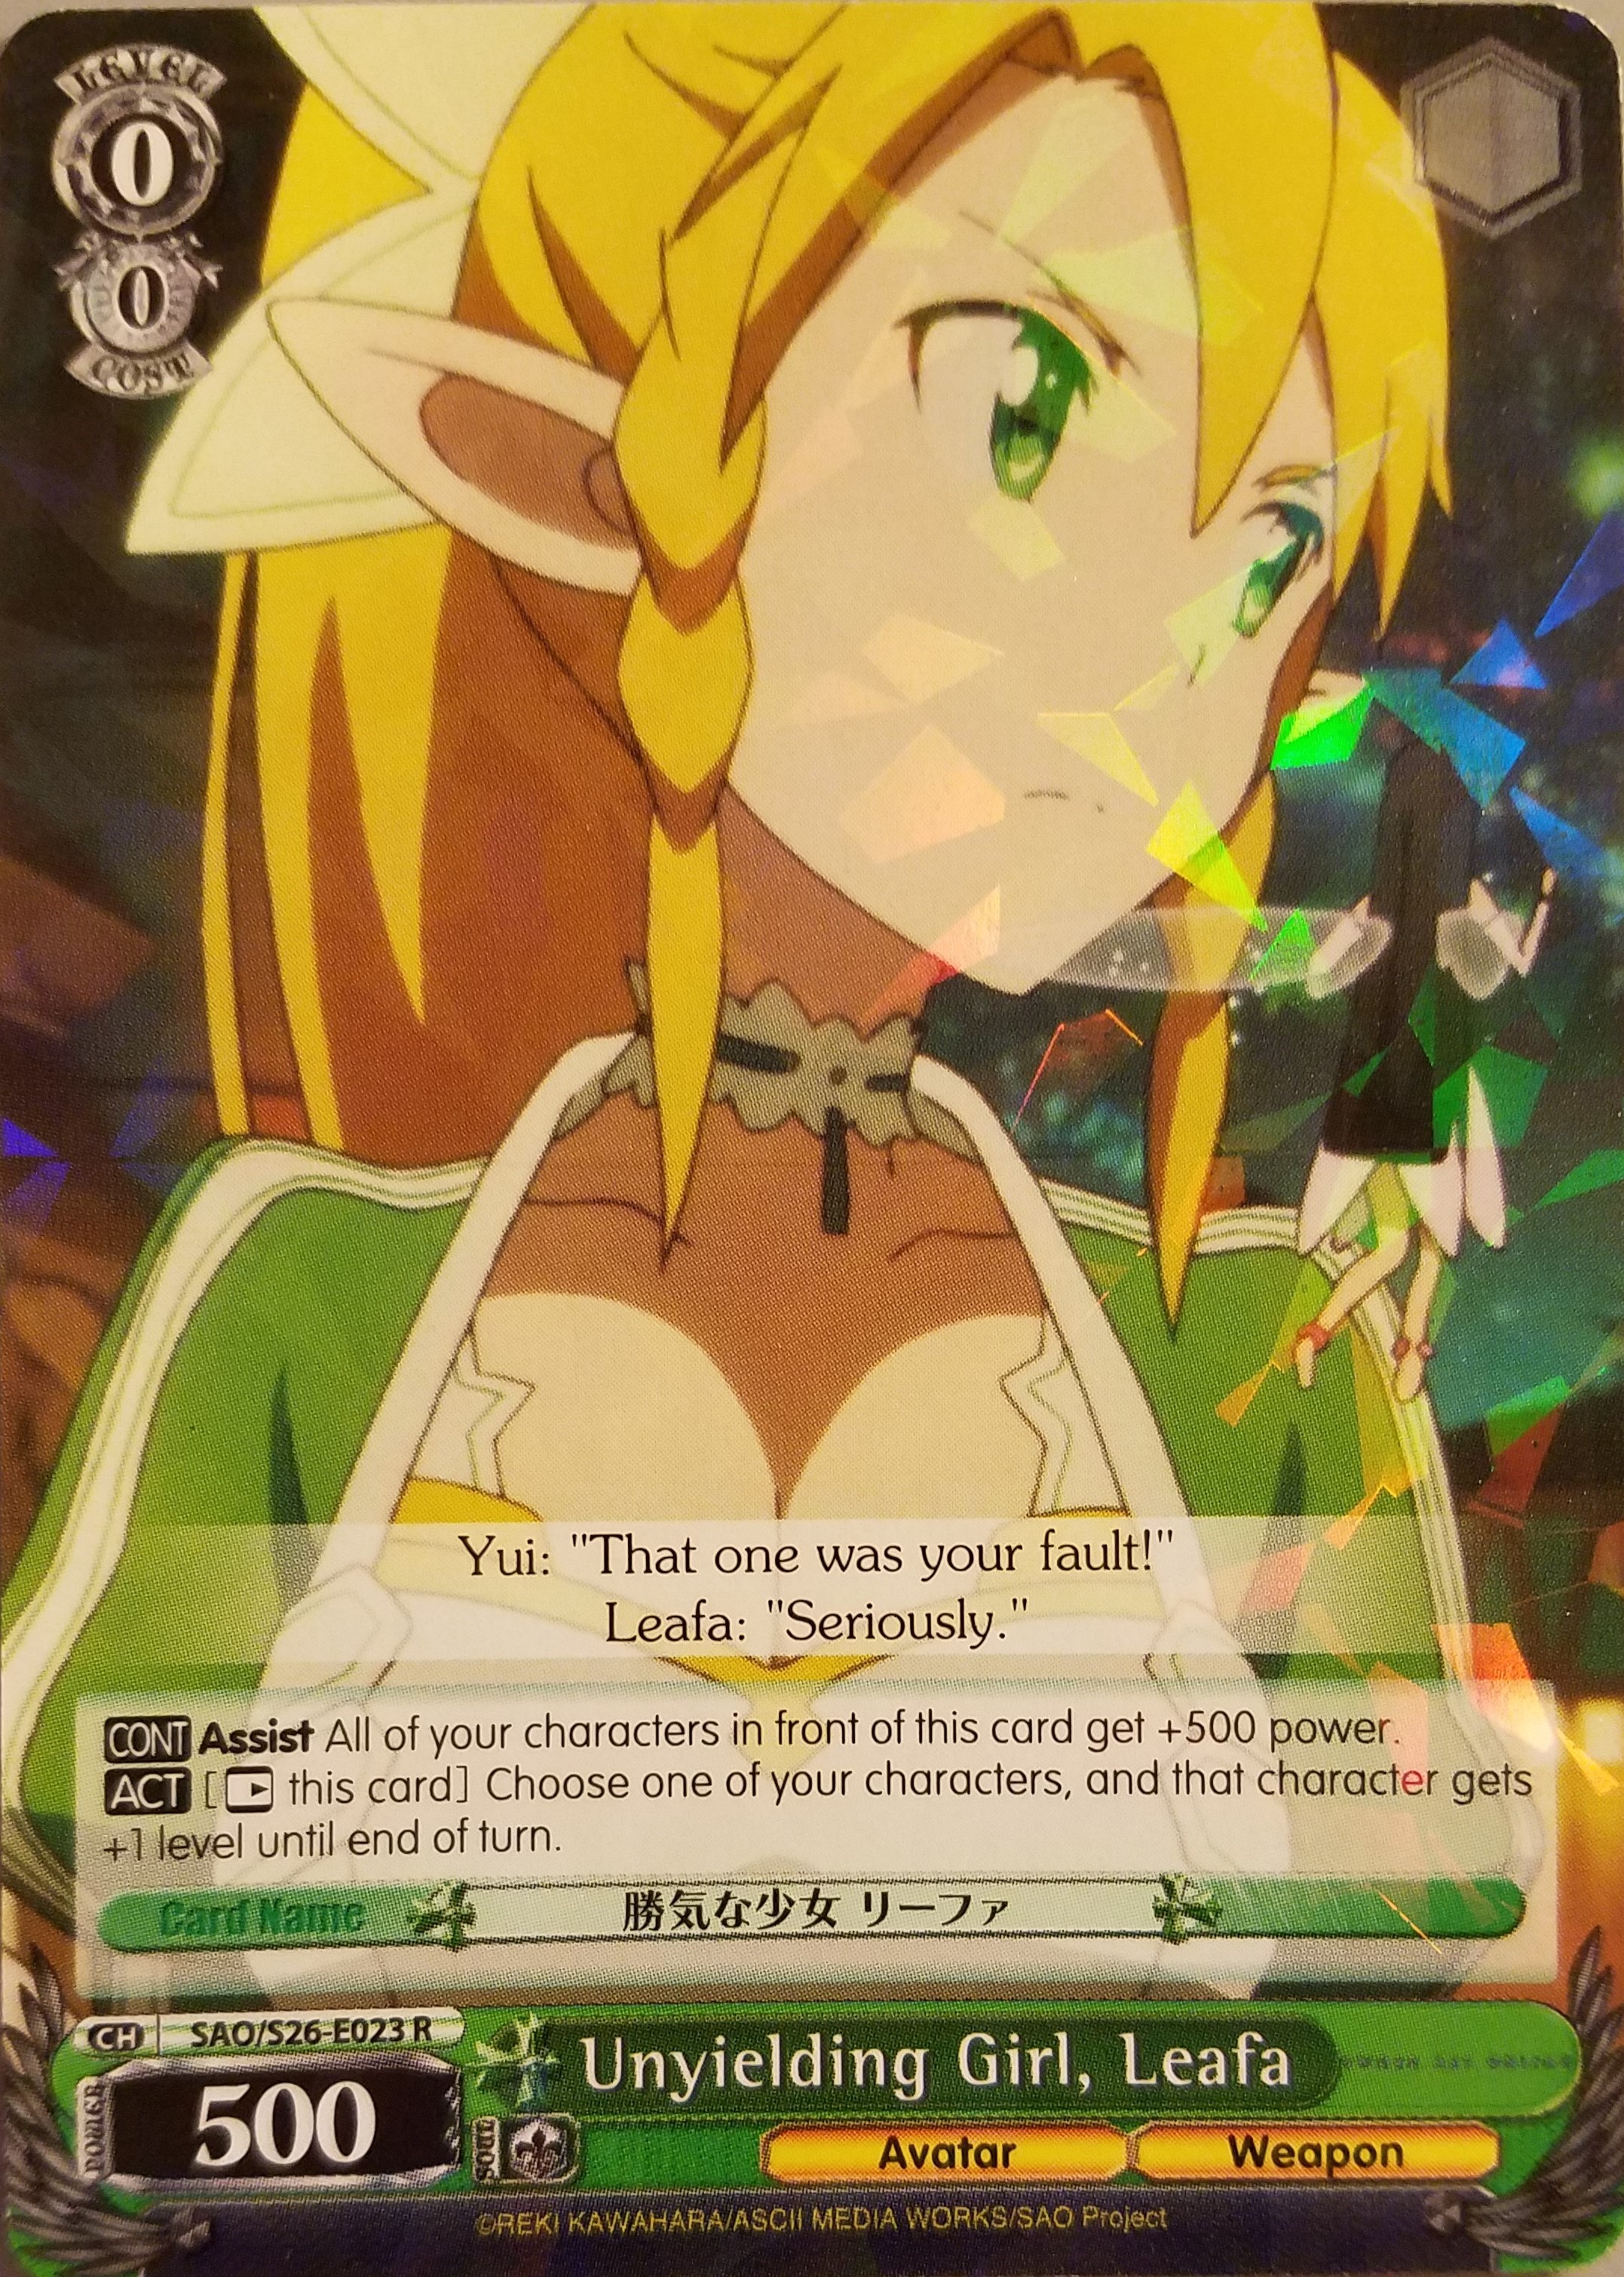 LEVEL
0
0
COST
Yui: "That one was your fault!"
Leafa: "Seriously."
CONT Assist All of your characters in front of this card get +500 power.
ACT [ this card] Choose one of your characters, and that character gets
+1 level until end of turn.
Card Name 勝気な少女 リーファ
CH SAO/S26-E023 R
Unyielding Girl, Leafa
POWER 500 SOUL Avatar Weapon
©REKI KAWAHARA/ASCII MEDIA WORKS/SAO Project